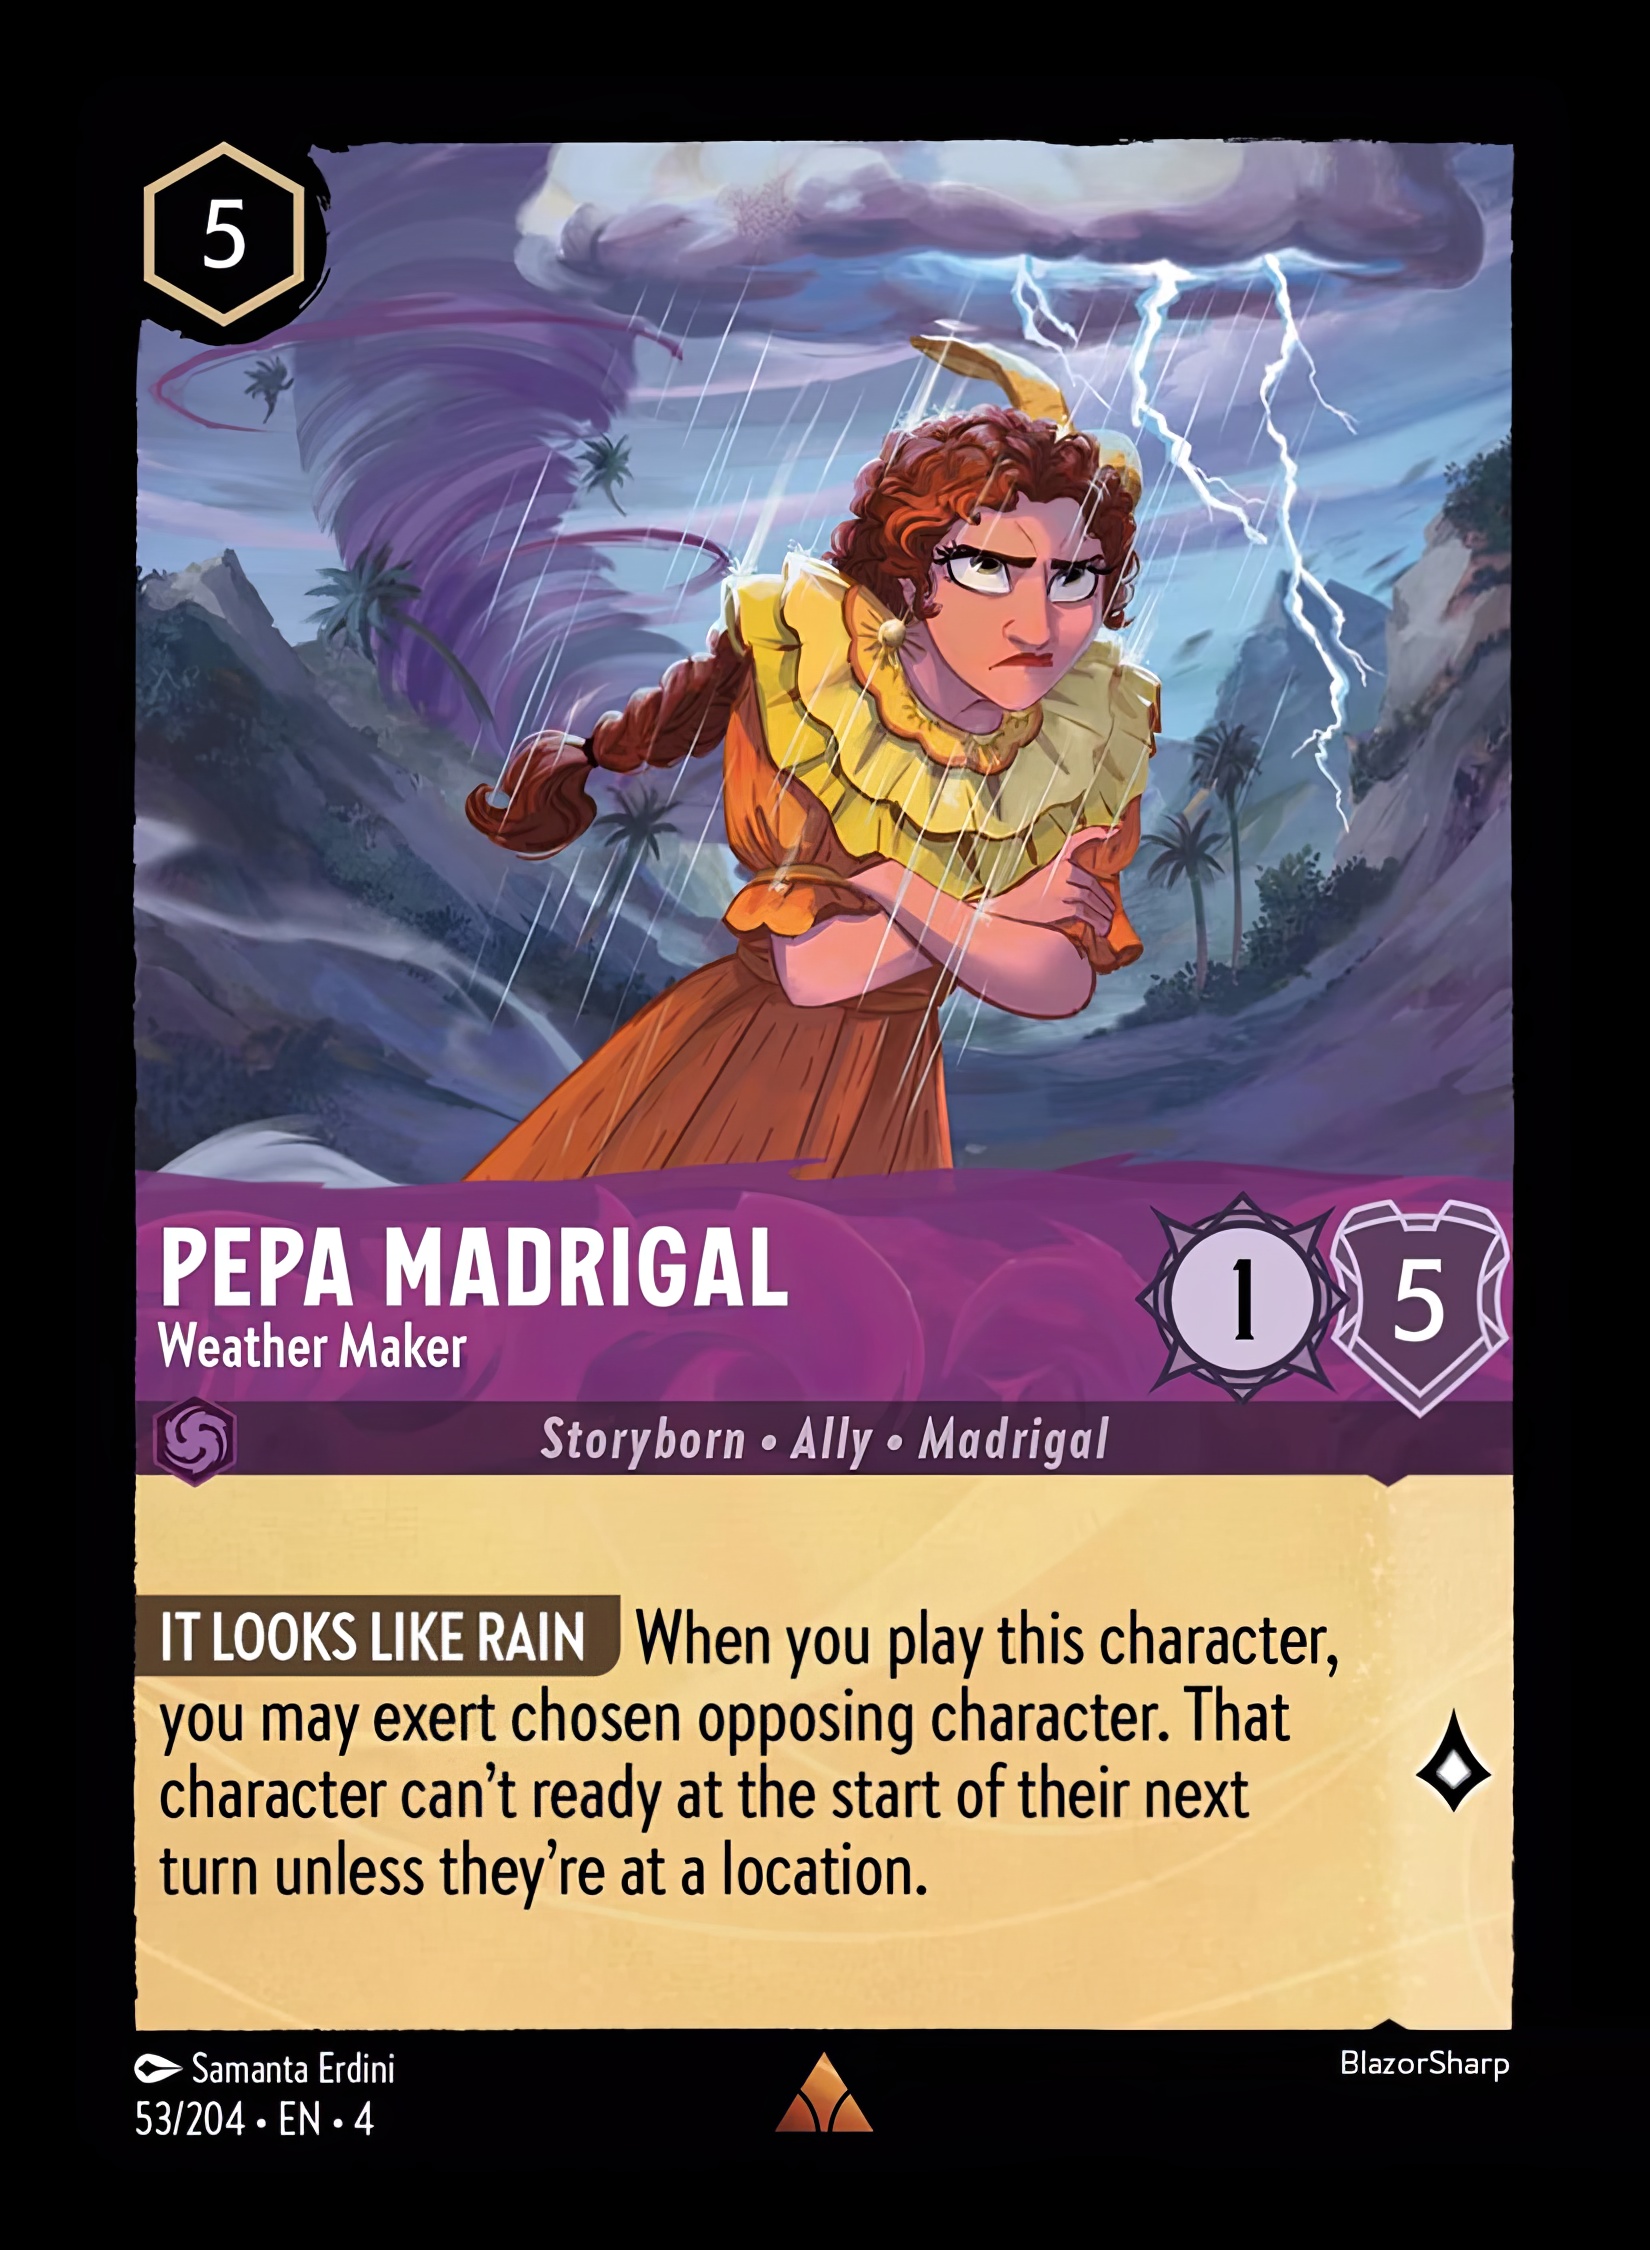 5
PEPA MADRIGAL
Weather Maker
1
5
Storyborn • Ally • Madrigal
IT LOOKS LIKE RAIN When you play this character,
you may exert chosen opposing character. That
character can’t ready at the start of their next
turn unless they’re at a location.
Samanta Erdini
BlazorSharp
53/204 • EN • 4